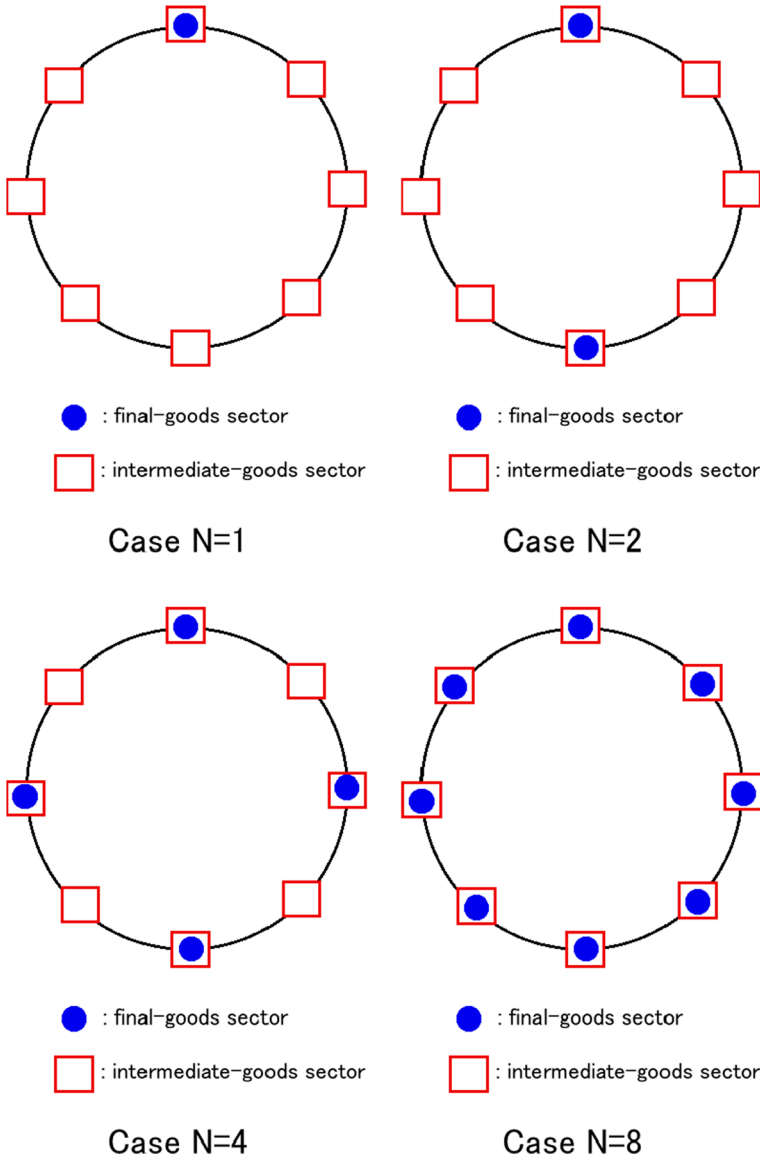 : final-goods sector
: intermediate-goods sector
Case N=1
: final-goods sector
: intermediate-goods sector
Case N=2
: final-goods sector
: intermediate-goods sector
Case N=4
: final-goods sector
: intermediate-goods sector
Case N=8